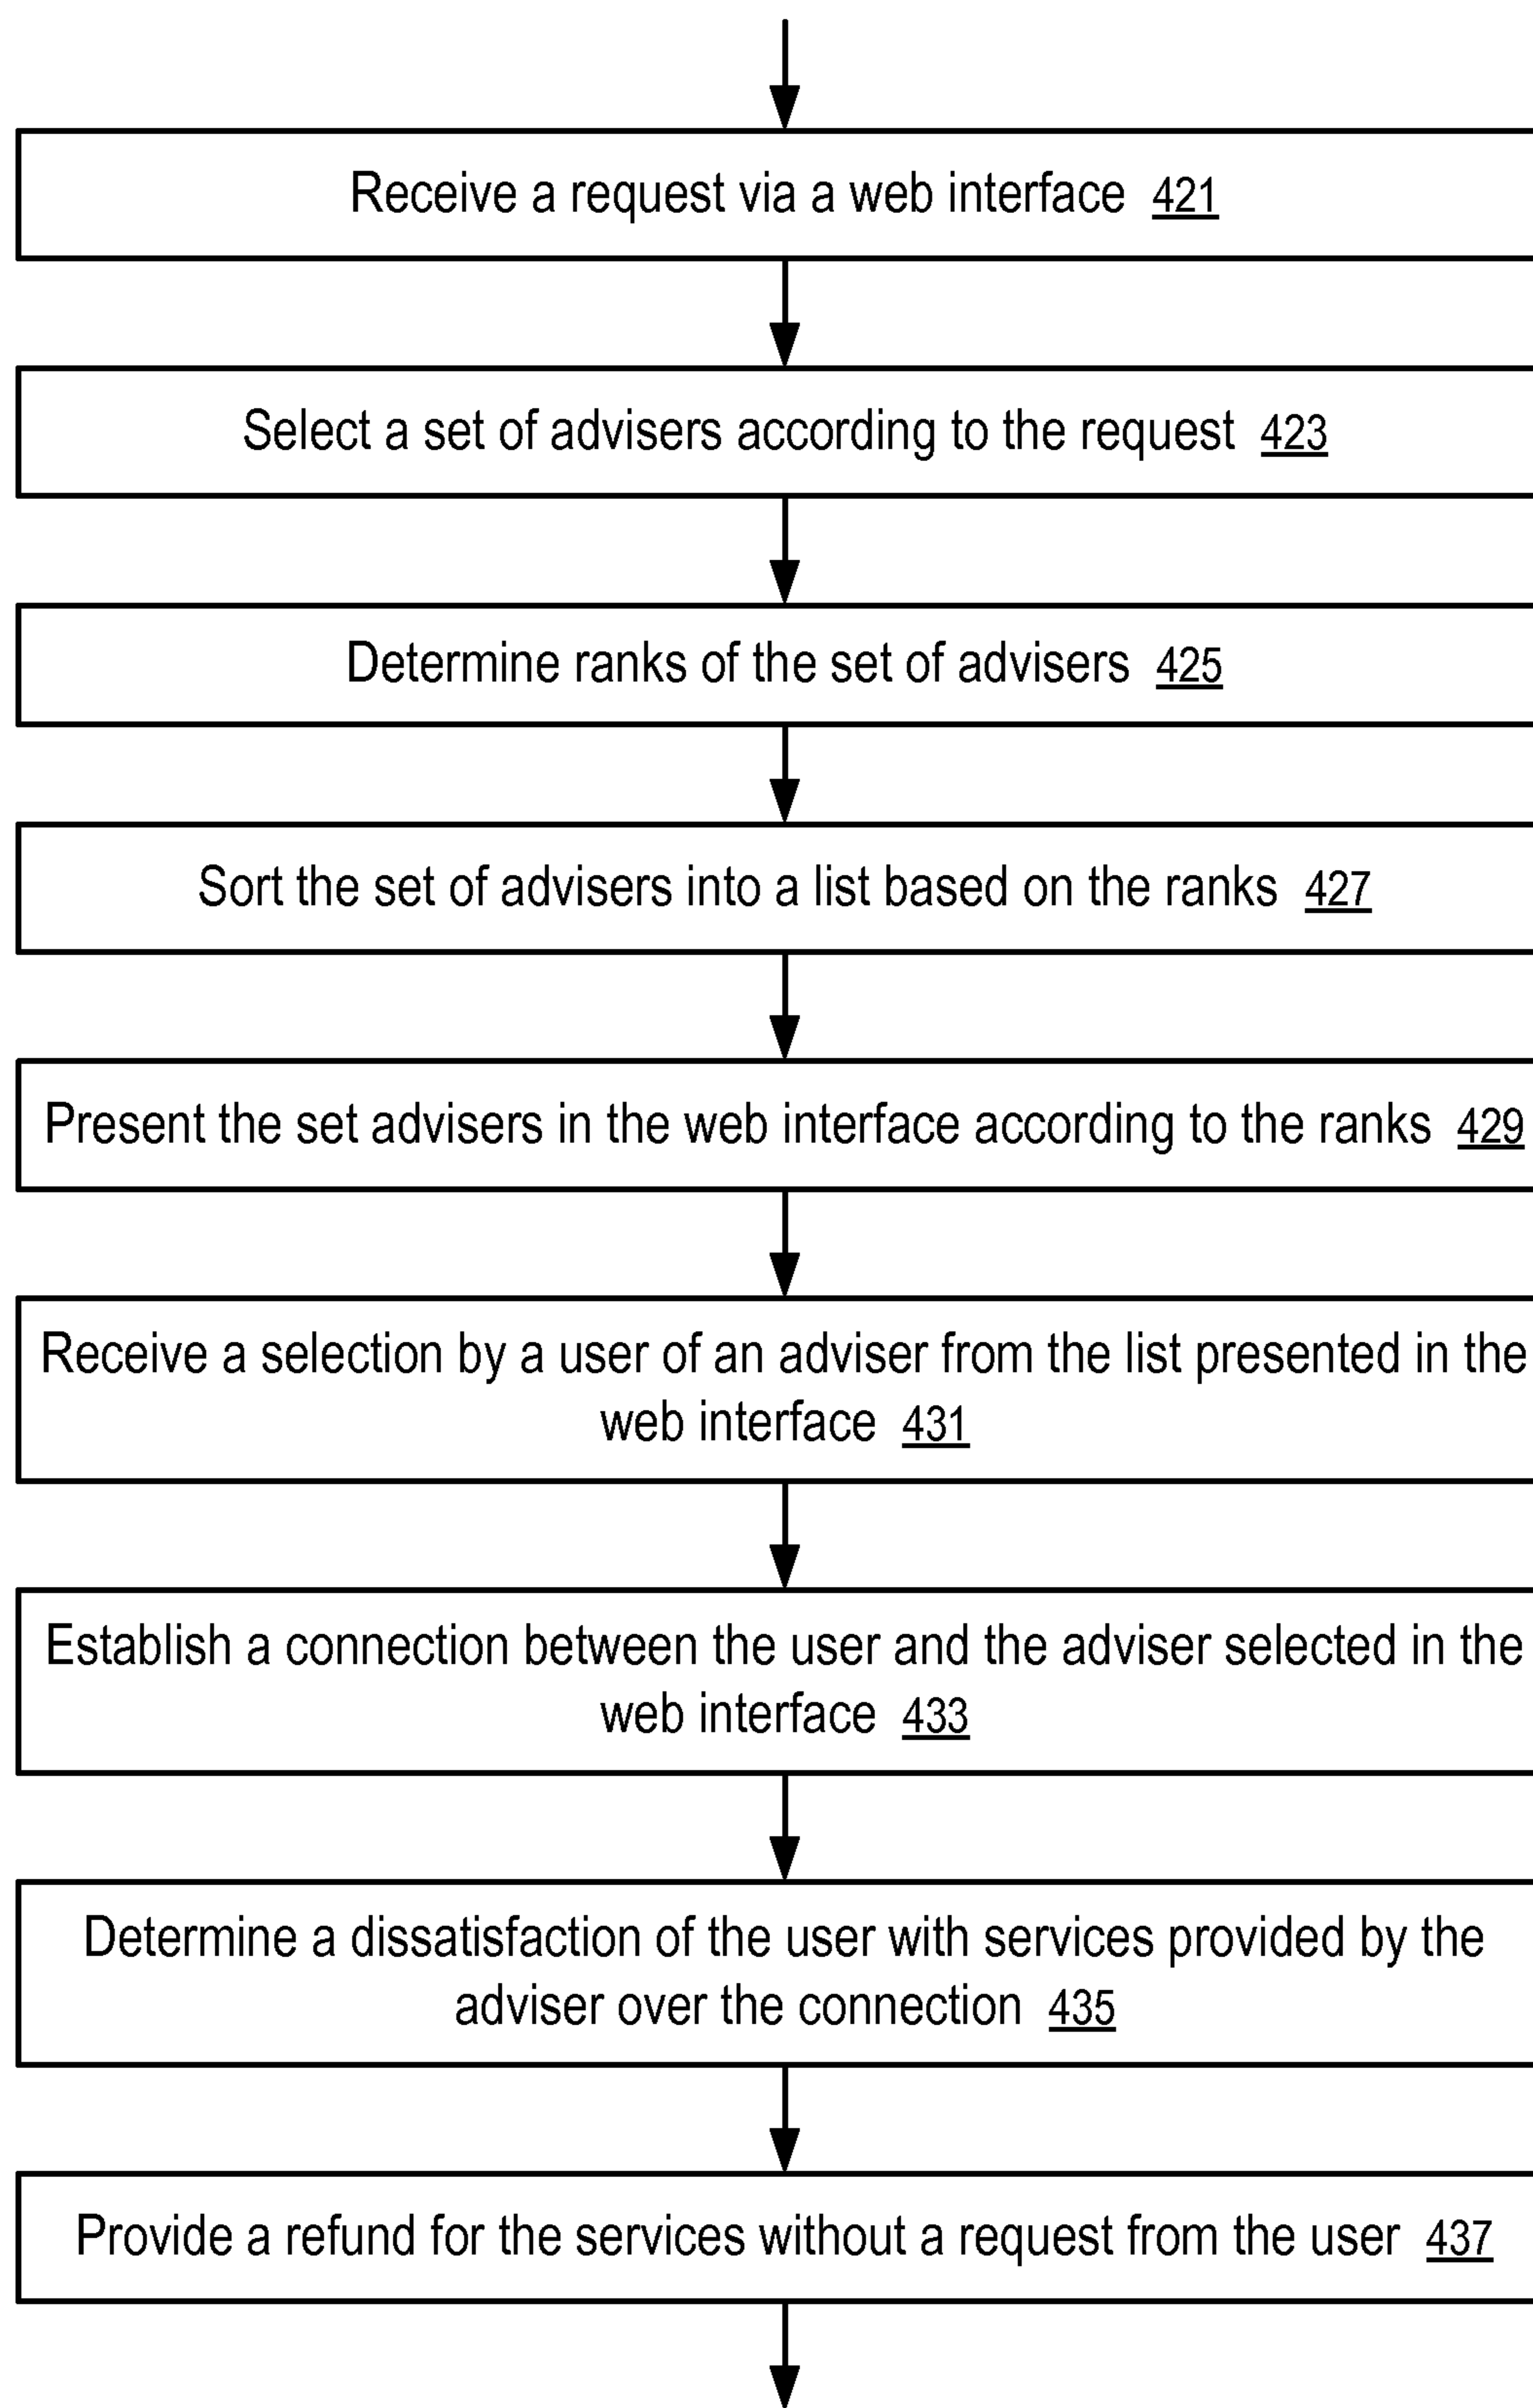 Receive a request via a web interface 421
Select a set of advisers according to the request 423
Determine ranks of the set of advisers 425
Sort the set of advisers into a list based on the ranks 427
Present the set advisers in the web interface according to the ranks 429
Receive a selection by a user of an adviser from the list presented in the
web interface 431
Establish a connection between the user and the adviser selected in the
web interface 433
Determine a dissatisfaction of the user with services provided by the
adviser over the connection 435
Provide a refund for the services without a request from the user 437